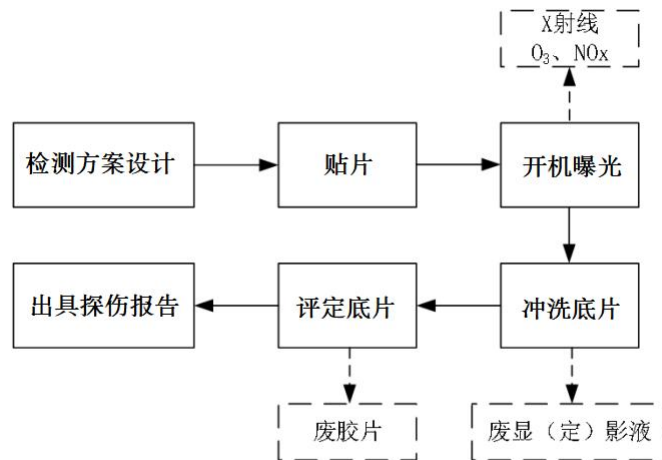 X射线
O₃、NOx
检测方案设计
贴片
开机曝光
出具探伤报告
评定底片
冲洗底片
废胶片
废显（定）影液